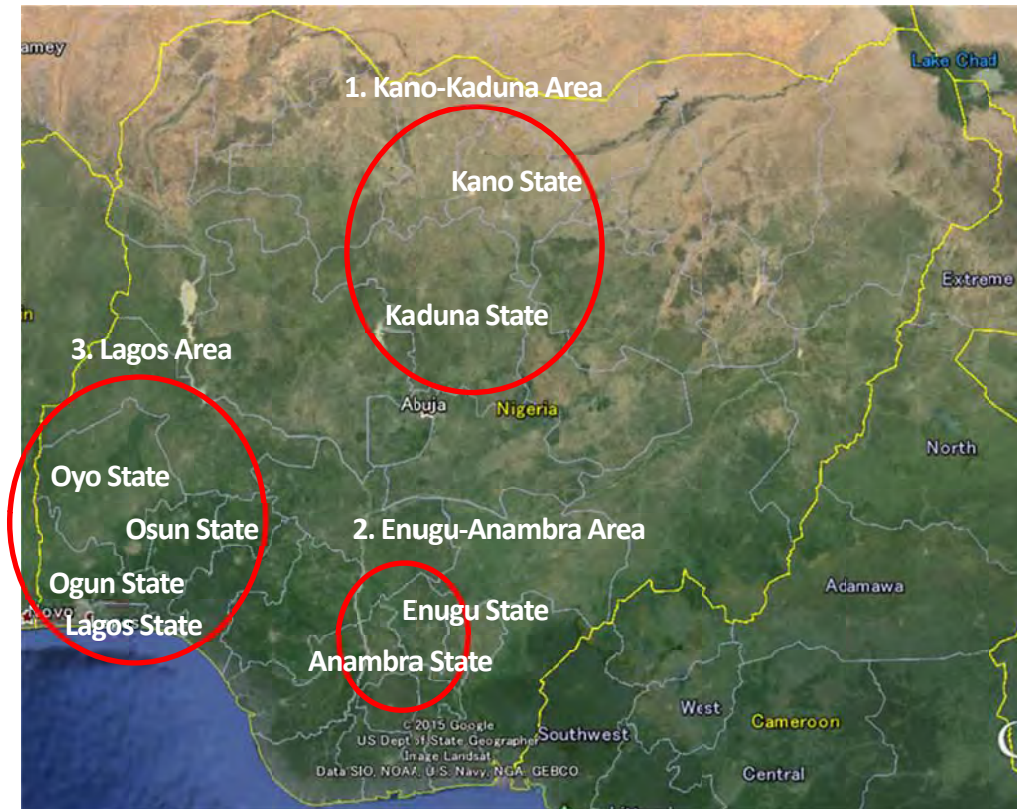 amey
Lake Chad
1. Kano-Kaduna Area
Kano State
Extreme
in
Kaduna State
3. Lagos Area
Abuja
Nigeria
North
Oyo State
Osun State
2. Enugu-Anambra Area
Adamawa
Ogun State
Enugu State
Novo
Lagos State
Anambra State
West
© 2015 Google
Cameroon
US Dept of State Geographer
Southwest
Image Landsat
Data SIO, NOAA, U.S. Navy, NGA, GEBCO
Central